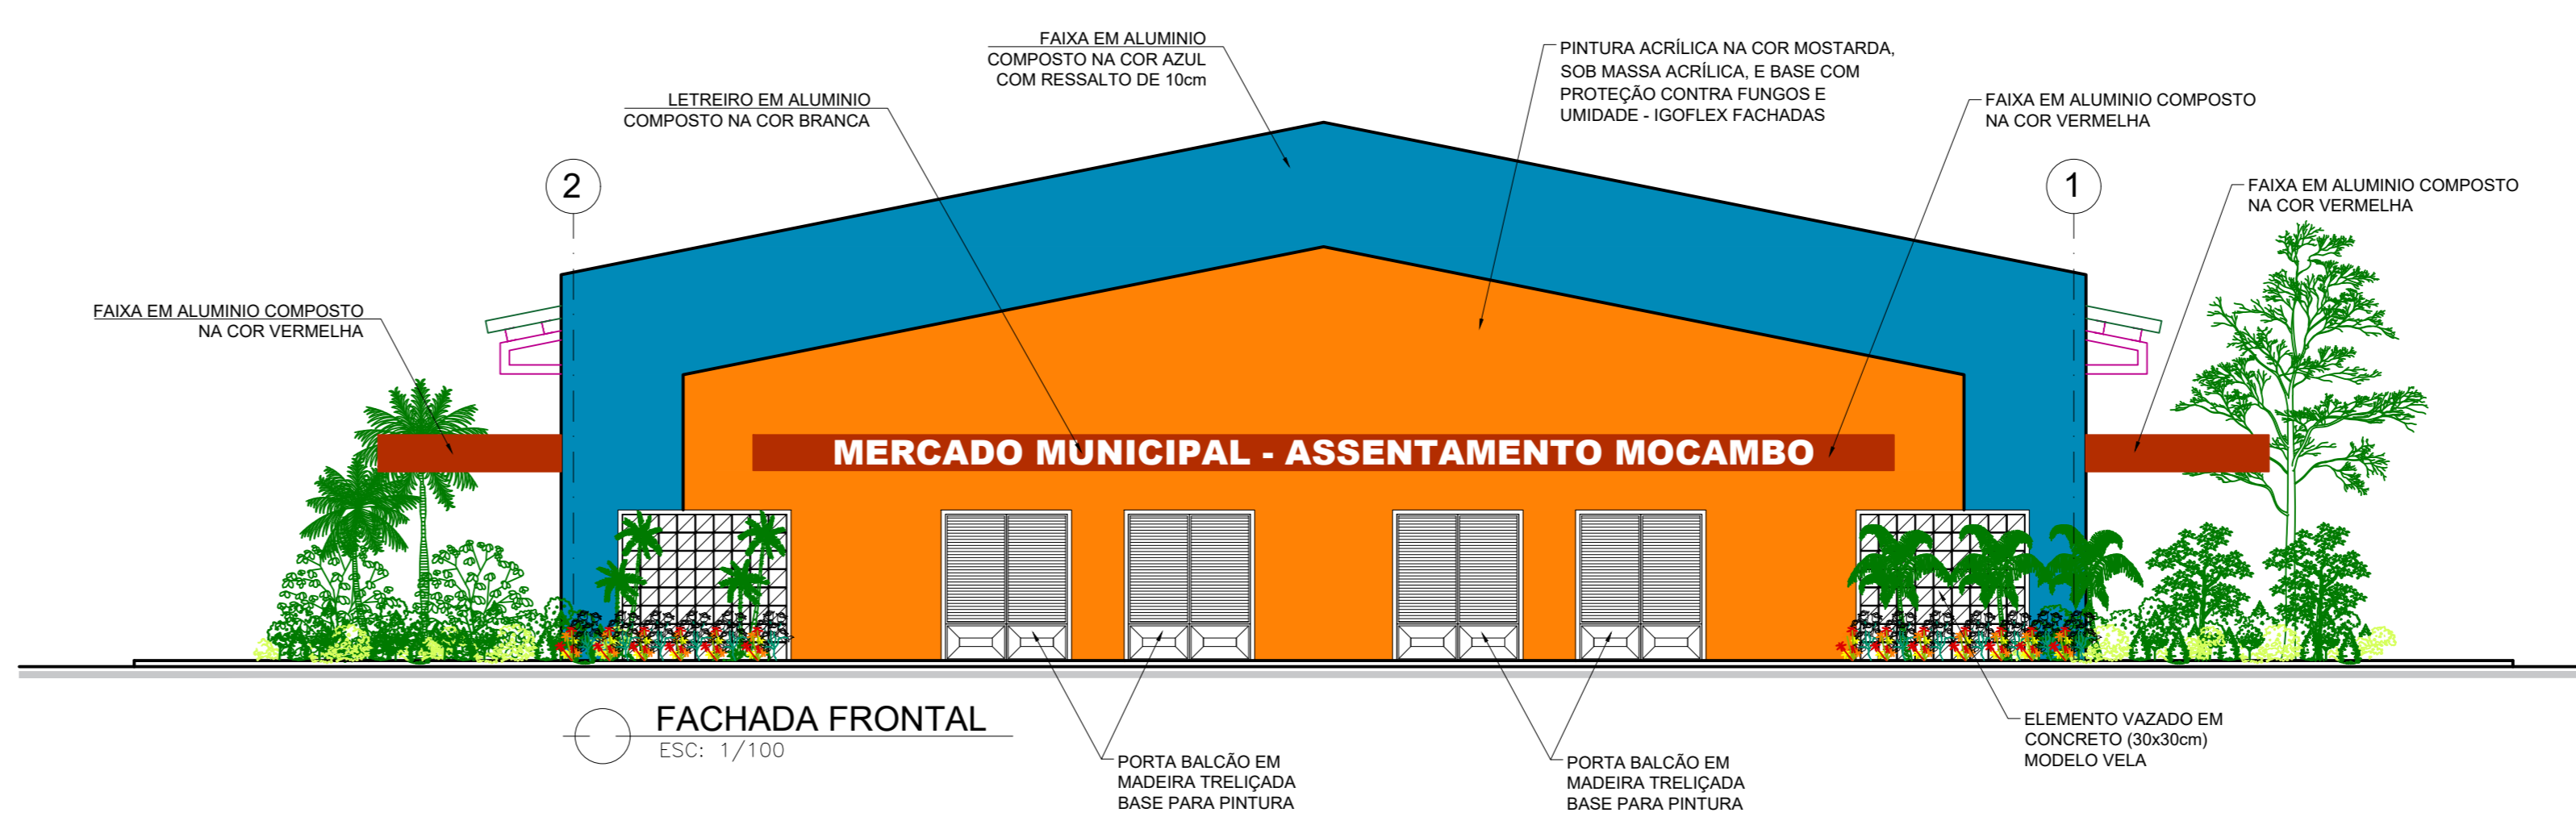 FAIXA EM ALUMINIO
COMPOSTO NA COR AZUL
COM RESSALTO DE 10cm
PINTURA ACRÍLICA NA COR MOSTARDA,
SOB MASSA ACRÍLICA, E BASE COM
PROTEÇÃO CONTRA FUNGOS E
UMIDADE - IGOFLEX FACHADAS
LETREIRO EM ALUMINIO
COMPOSTO NA COR BRANCA
FAIXA EM ALUMINIO COMPOSTO
NA COR VERMELHA
2
1
FAIXA EM ALUMINIO COMPOSTO
NA COR VERMELHA
FAIXA EM ALUMINIO COMPOSTO
NA COR VERMELHA
MERCADO MUNICIPAL - ASSENTAMENTO MOCAMBO
FACHADA FRONTAL
ESC: 1/100
PORTA BALCÃO EM
MADEIRA TRELIÇADA
BASE PARA PINTURA
PORTA BALCÃO EM
MADEIRA TRELIÇADA
BASE PARA PINTURA
ELEMENTO VAZADO EM
CONCRETO (30x30cm)
MODELO VELA